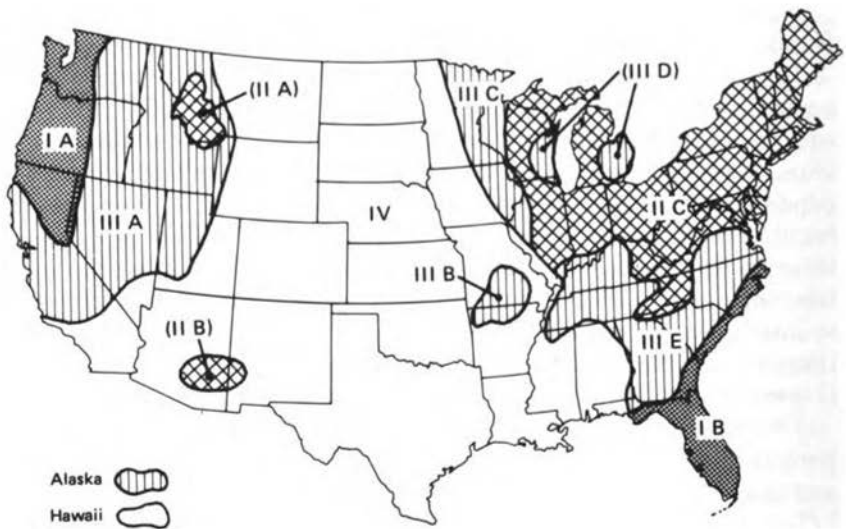 (II A)
III C
(III D)
I A
II C
III A
IV
III B
(II B)
III E
I B
Alaska
Hawaii